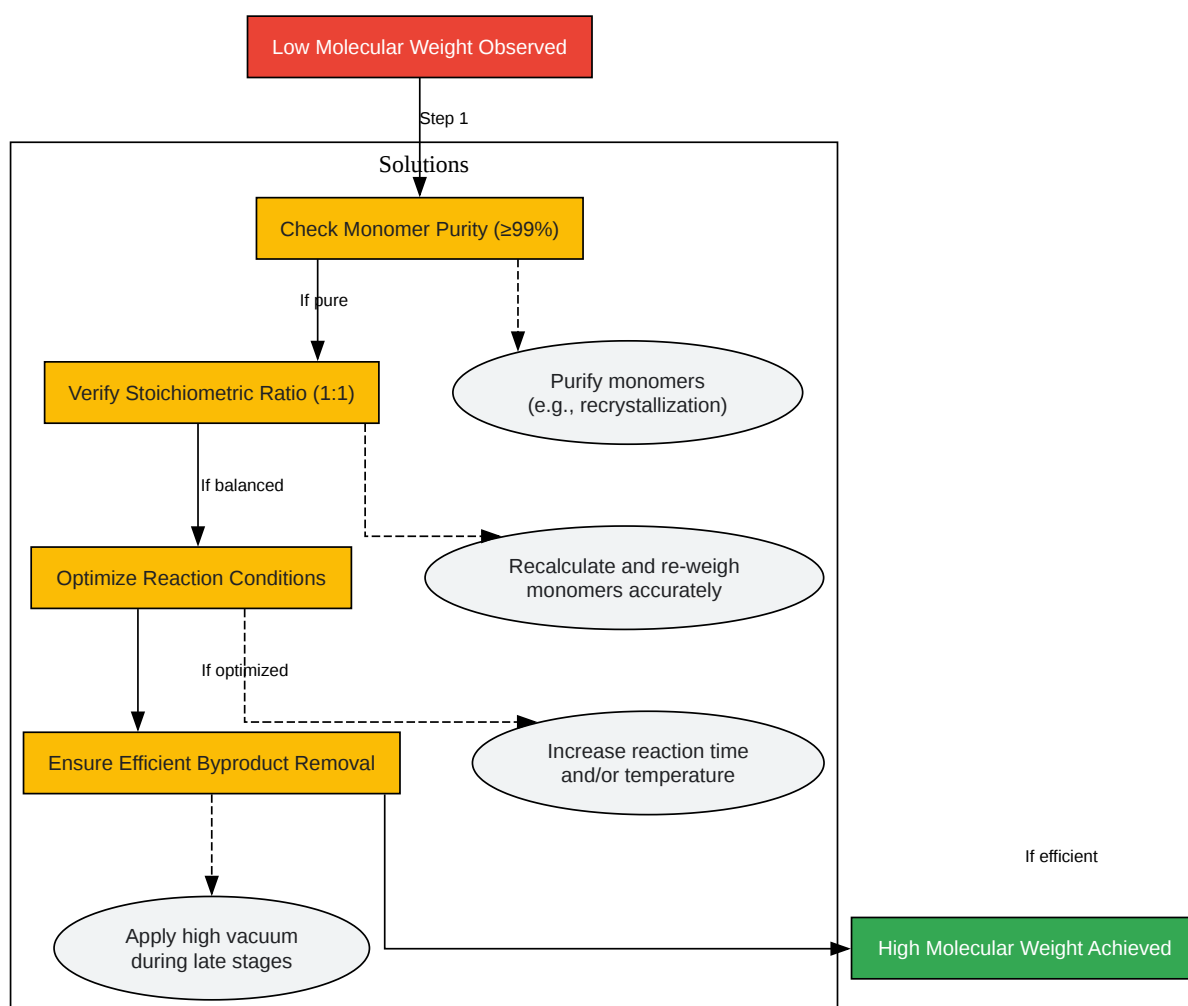 Low Molecular Weight Observed
Step 1
Solutions
Check Monomer Purity (≥99%)
If pure
Verify Stoichiometric Ratio (1:1)
Purify monomers
(e.g., recrystallization)
If balanced
Optimize Reaction Conditions
Recalculate and re-weigh
monomers accurately
If optimized
Ensure Efficient Byproduct Removal
Increase reaction time
and/or temperature
If efficient
Apply high vacuum
during late stages
High Molecular Weight Achieved